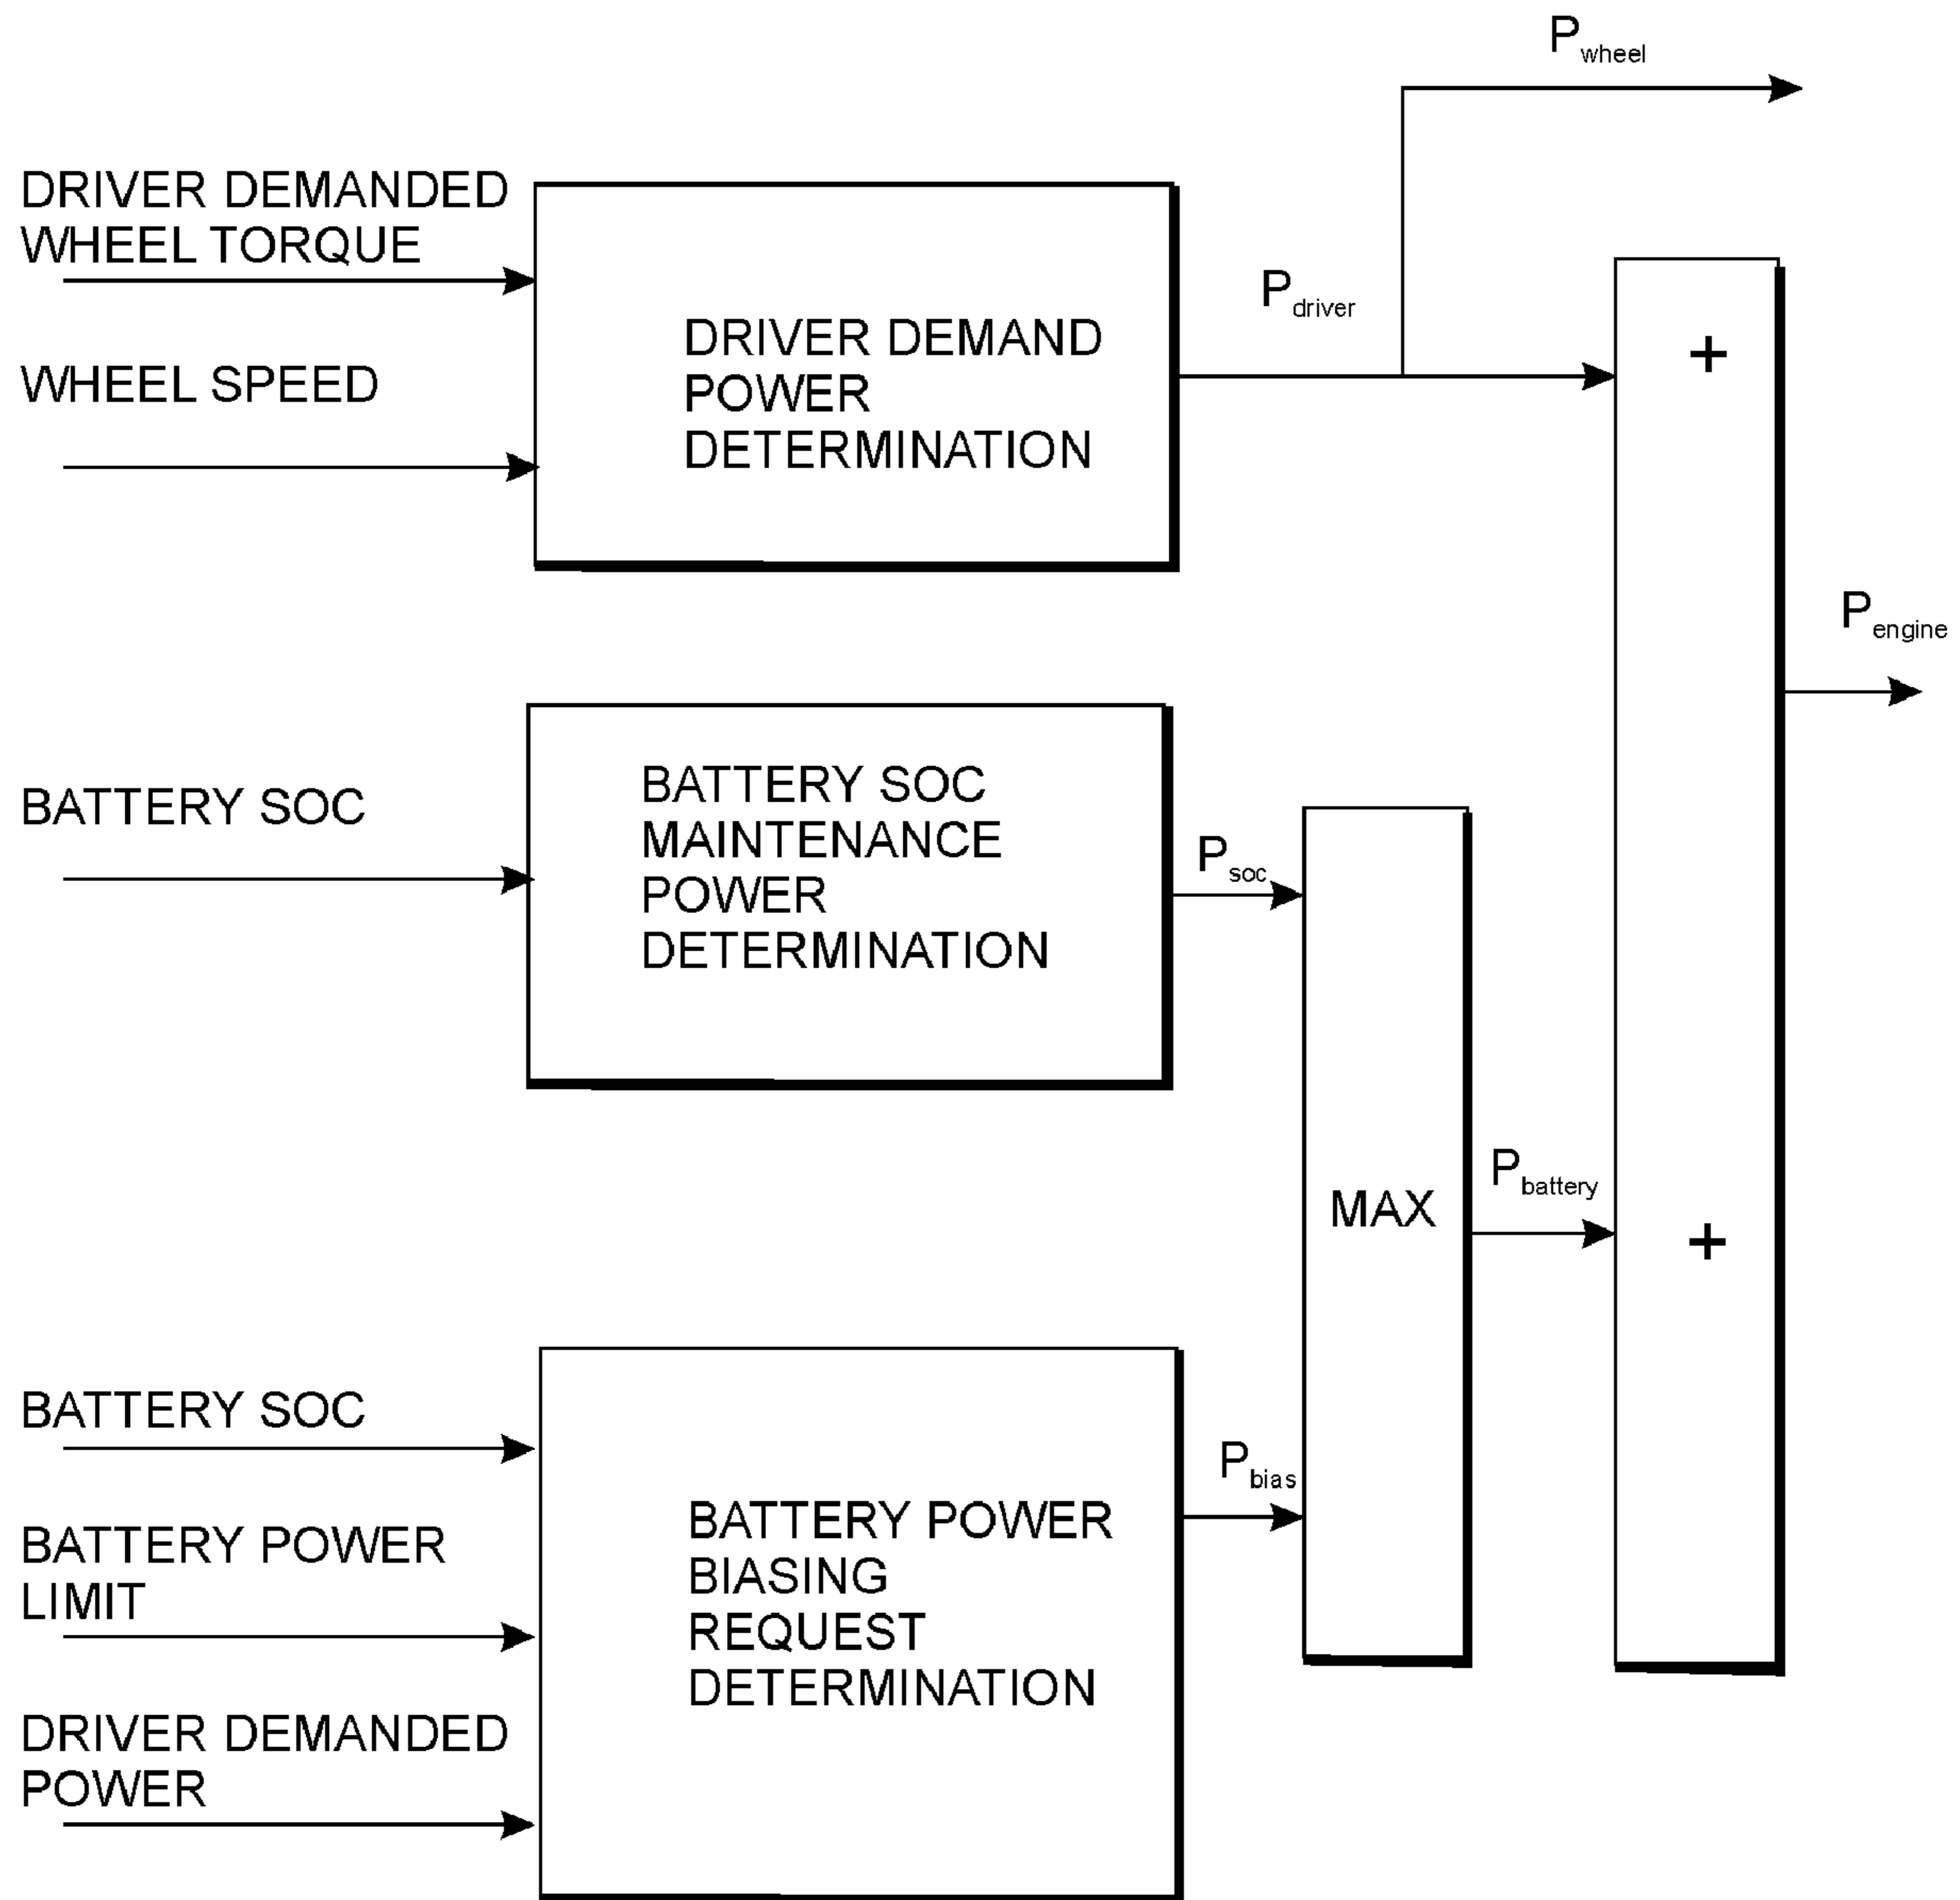 P wheel
DRIVER DEMANDED
WHEEL TORQUE
WHEEL SPEED
DRIVER DEMAND
POWER
DETERMINATION
P driver
+
P engine
BATTERY SOC
BATTERY SOC
MAINTENANCE
POWER
DETERMINATION
P soc
MAX
P battery
+
BATTERY SOC
BATTERY POWER
LIMIT
DRIVER DEMANDED
POWER
BATTERY POWER
BIASING
REQUEST
DETERMINATION
P bias